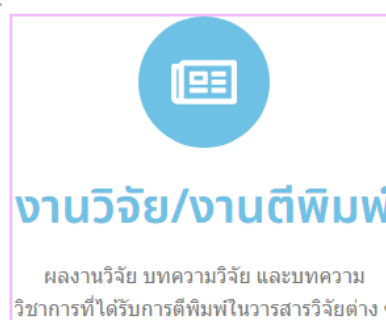 งานวิจัย/งานตีพิมพ์
ผลงานวิจัย บทความวิจัย และบทความ
วิชาการที่ได้รับการตีพิมพ์ในวารสารวิจัยต่าง